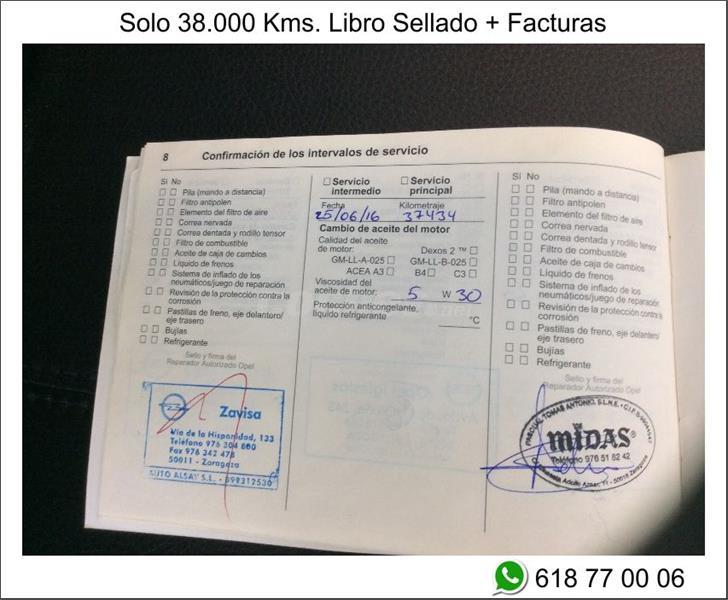 Solo 38.000 Kms. Libro Sellado + Facturas
8 Confirmación de los intervalos de servicio
Si No
Pila (mando a distancia)
Filtro antipolen
Elemento del filtro de aire
Correa nervada
Correa dentada y rodillo tensor
Filtro de combustible
Aceite de caja de cambios
Líquido de frenos
Sistema de inflado de los
neumáticos/juego de reparación
Revisión de la protección contra la
corrosión
Pastillas de freno, eje delantero/
eje trasero
Bujías
Refrigerante
Sello y firma del
Reparador Autorizado Opel
Zavisa
Vía de la Hispanidad, 133
Teléfono 976 304 600
Fax 976 342 478
50011 - Zaragoza
AUTO ALSAY S.L. - B99312530
Servicio
intermedio
Servicio
principal
Fecha Kilometraje
25/06/16 37434
Cambio de aceite del motor
Calidad del aceite
de motor: Dexos 2 ™
GM-LL-A-025 GM-LL-B-025
ACEA A3 B4 C3
Viscosidad del
aceite de motor: 5 W 30
Protección anticongelante,
líquido refrigerante °C
Si No
Pila (mando a distancia)
Filtro antipolen
Elemento del filtro de aire
Correa nervada
Correa dentada y rodillo tensor
Filtro de combustible
Aceite de caja de cambios
Líquido de frenos
Sistema de inflado de los
neumáticos/juego de reparación
Revisión de la protección contra la
corrosión
Pastillas de freno, eje delantero/
eje trasero
Bujías
Refrigerante
Sello y firma del
Reparador Autorizado Opel
PASCUAL TOMAS ANTONIO, S.L.N.E. - C.I.F.
MIDAS®
Teléfono 976 51 82 42
Adolfo Aznar, 11 - 50018 Zaragoza
618 77 00 06